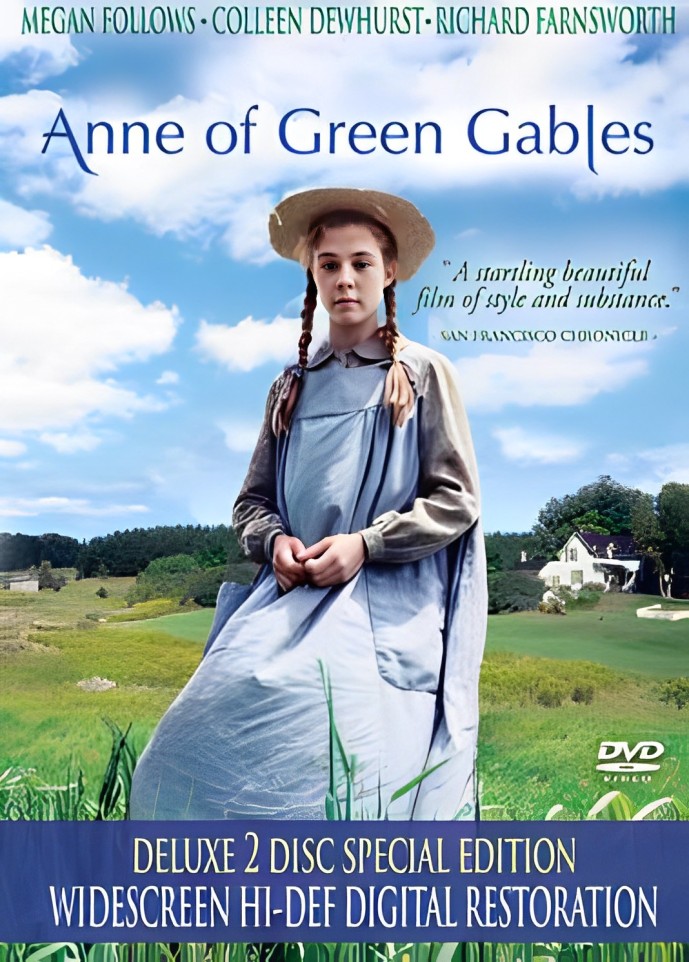 MEGAN FOLLOWS • COLLEEN DEWHURST • RICHARD FARNSWORTH
Anne of Green Gables
"A startling beautiful
film of style and substance."
DVD
VIDEO
DELUXE 2 DISC SPECIAL EDITION
WIDESCREEN HI-DEF DIGITAL RESTORATION